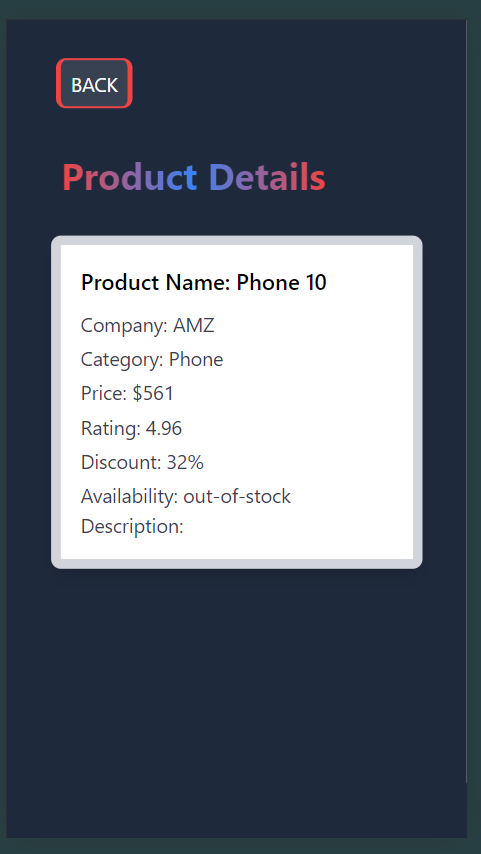 BACK
Product Details
Product Name: Phone 10
Company: AMZ
Category: Phone
Price: $561
Rating: 4.96
Discount: 32%
Availability: out-of-stock
Description: